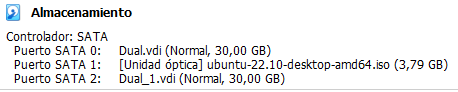 Almacenamiento
Controlador: SATA
Puerto SATA 0: Dual.vdi (Normal, 30,00 GB)
Puerto SATA 1: [Unidad óptica] ubuntu-22.10-desktop-amd64.iso (3,79 GB)
Puerto SATA 2: Dual_1.vdi (Normal, 30,00 GB)